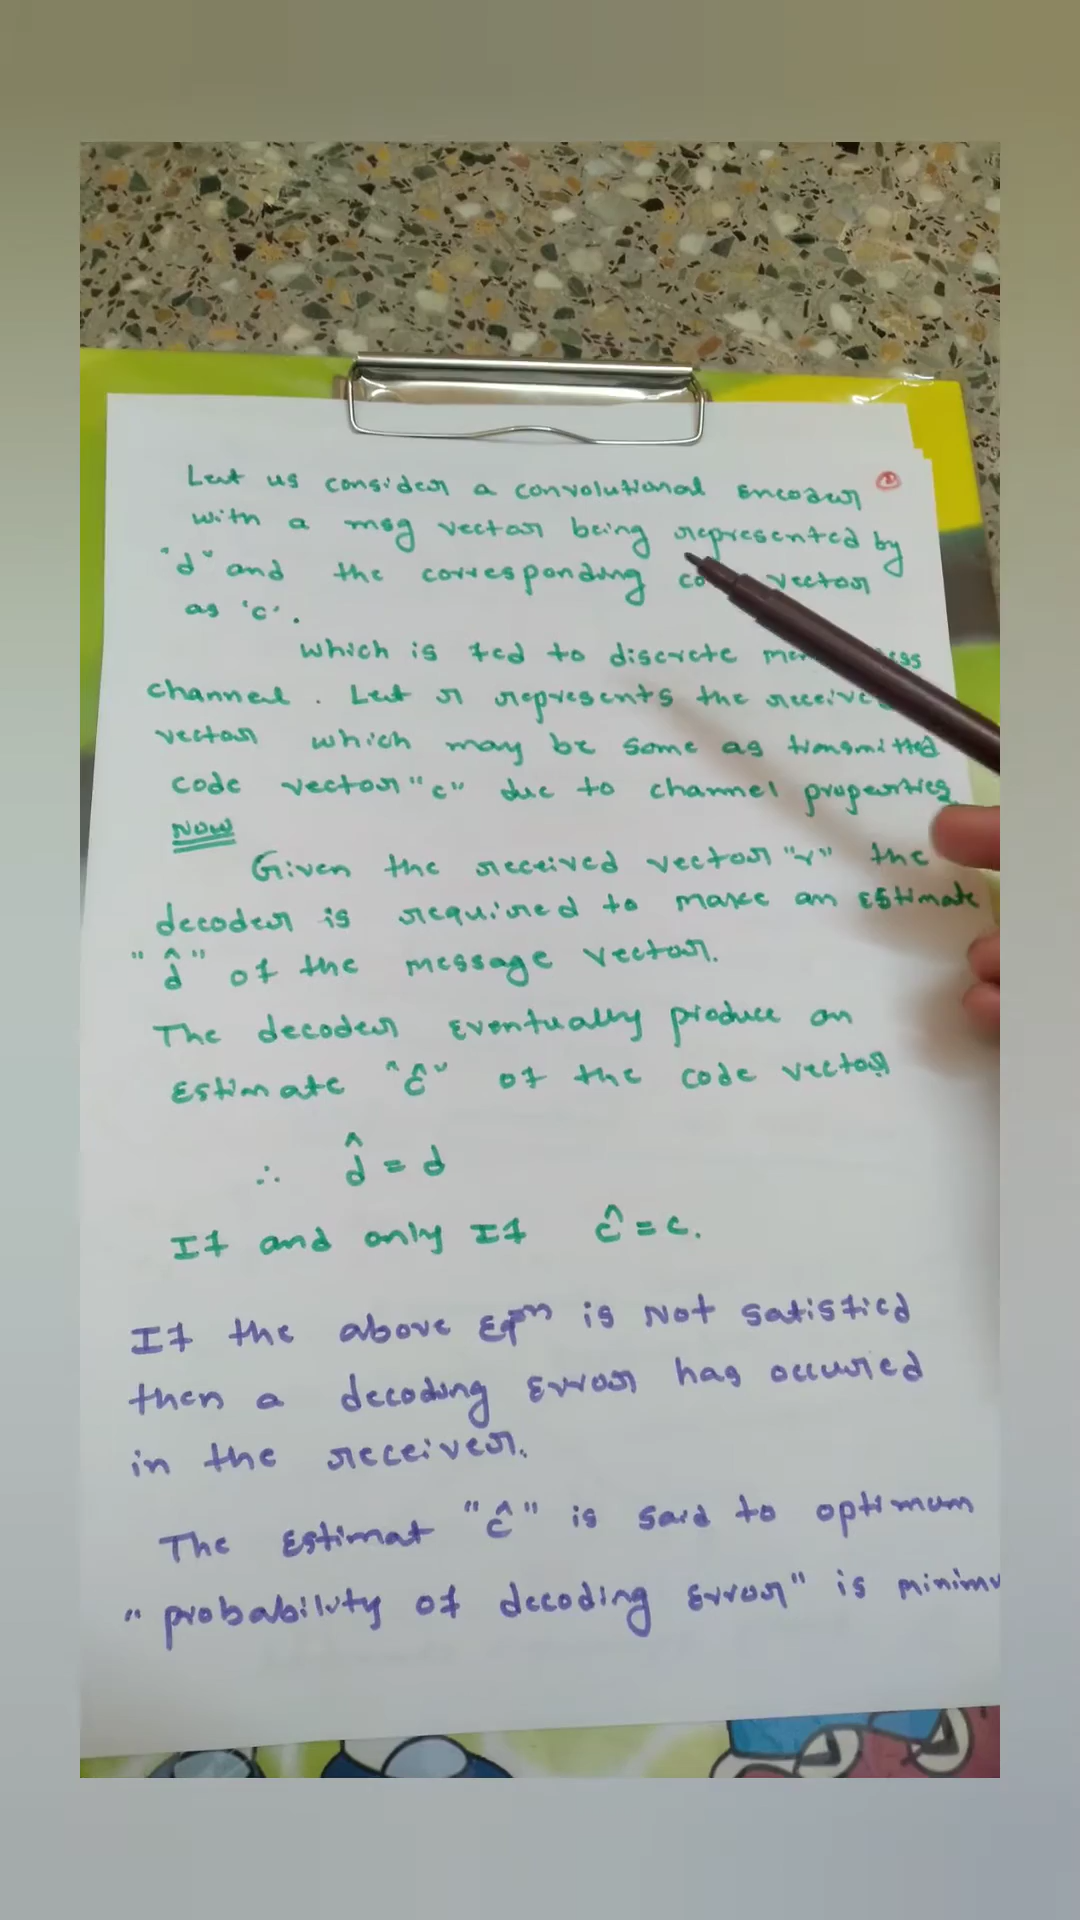 Let us consider a convolutional encoder
with a msg vector being represented by
"d" and the corresponding vector
as 'c'.
which is fed to discrete
channel. Let r represents the
vector which may be same as transmitted
code vector "c" due to channel properties
NOW
Given the received vector "r" the
decoder is required to make an Estimate
"d̂" of the message vector.
The decoder eventually produce an
Estimate "ĉ" of the code vector
∴ d̂ = d
If and only If ĉ = c.
If the above Eqn is Not satisfied
then a decoding Error has occurred
in the receiver.
The Estimat "ĉ" is said to optimum
"probability of decoding Error" is